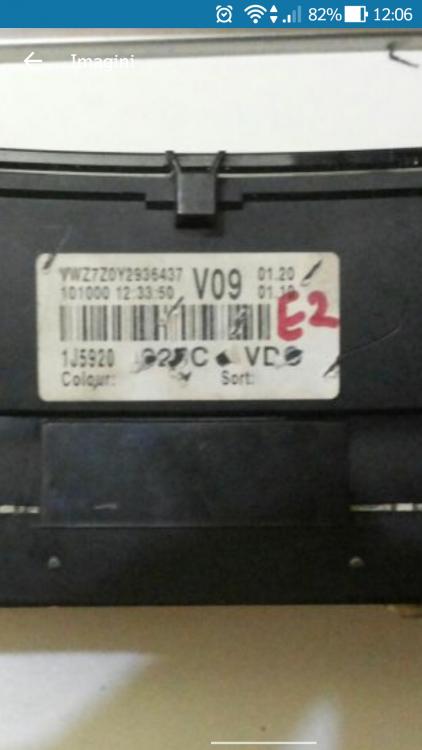 82% 12:06
Imagini
VWZ7Z0Y2936437 V09 01.20
101000 12:33:50
E2
1J5920 VDO
Colour: Sort: